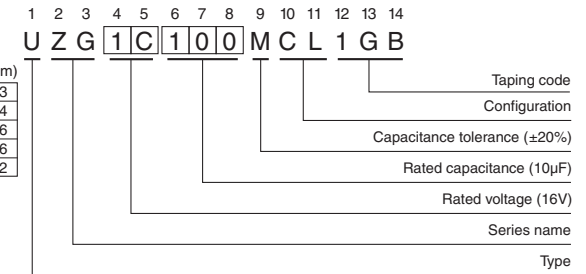 1 2 3 4 5 6 7 8 9 10 11 12 13 14
U Z G 1 C 1 0 0 M C L 1 G B
m)
3
4
6
6
2
Taping code
Configuration
Capacitance tolerance (±20%)
Rated capacitance (10µF)
Rated voltage (16V)
Series name
Type